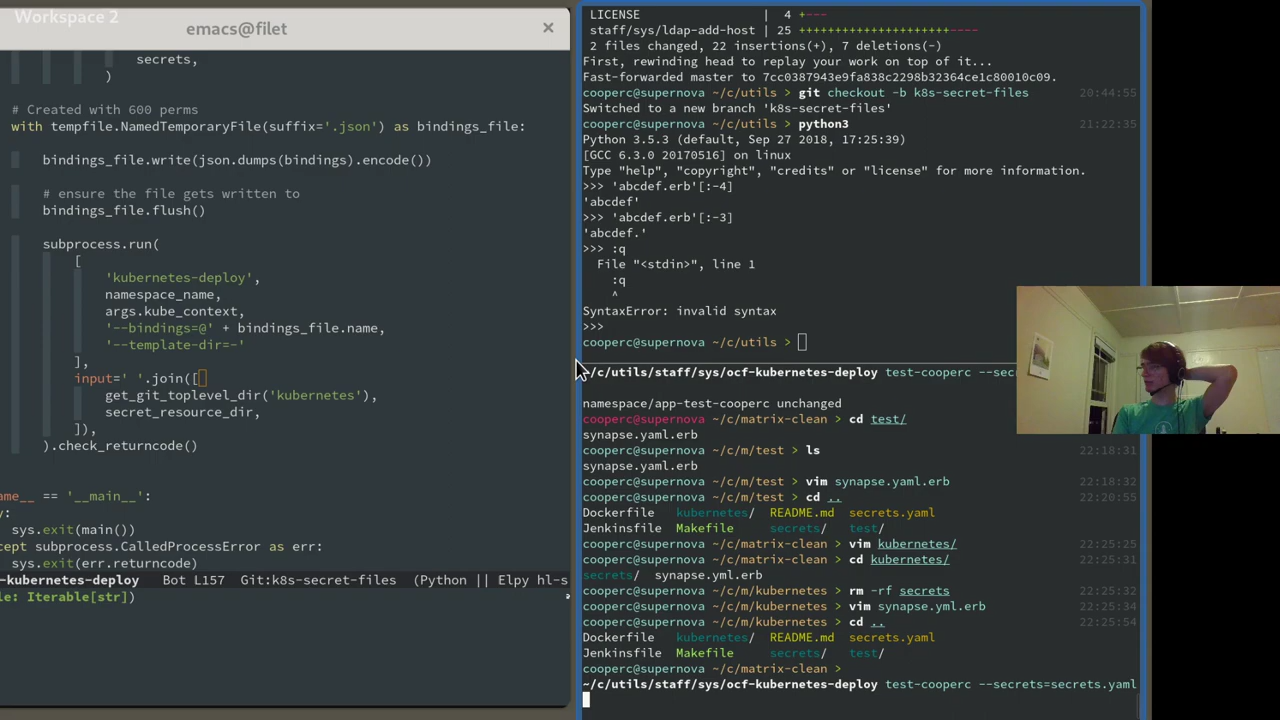 Workspace 2
emacs@filet
secrets,
)
# Created with 600 perms
with tempfile.NamedTemporaryFile(suffix='.json') as bindings_file:
bindings_file.write(json.dumps(bindings).encode())
# ensure the file gets written to
bindings_file.flush()
subprocess.run(
[
'kubernetes-deploy',
namespace_name,
args.kube_context,
'--bindings=@' + bindings_file.name,
'--template-dir=-'
],
input=' '.join([
get_git_toplevel_dir('kubernetes'),
secret_resource_dir,
]),
).check_returncode()
ame__ == '__main__':
y:
sys.exit(main())
cept subprocess.CalledProcessError as err:
sys.exit(err.returncode)
-kubernetes-deploy Bot L157 Git:k8s-secret-files (Python || Elpy hl-s
le: Iterable[str])
LICENSE | 4 +---
staff/sys/ldap-add-host | 25 +++++++++++++++++++++----
2 files changed, 22 insertions(+), 7 deletions(-)
First, rewinding head to replay your work on top of it...
Fast-forwarded master to 7cc0387943e9fa838c2298b32364ce1c80010c09.
cooperc@supernova ~/c/utils > git checkout -b k8s-secret-files 20:44:55
Switched to a new branch 'k8s-secret-files'
cooperc@supernova ~/c/utils > python3 21:22:35
Python 3.5.3 (default, Sep 27 2018, 17:25:39)
[GCC 6.3.0 20170516] on linux
Type "help", "copyright", "credits" or "license" for more information.
>>> 'abcdef.erb'[:-4]
'abcdef'
>>> 'abcdef.erb'[:-3]
'abcdef.'
>>> :q
File "<stdin>", line 1
:q
^
SyntaxError: invalid syntax
>>>
cooperc@supernova ~/c/utils >
~/c/utils/staff/sys/ocf-kubernetes-deploy test-cooperc --sec
namespace/app-test-cooperc unchanged
cooperc@supernova ~/c/matrix-clean > cd test/
synapse.yaml.erb
cooperc@supernova ~/c/m/test > ls 22:18:31
synapse.yaml.erb
cooperc@supernova ~/c/m/test > vim synapse.yaml.erb 22:18:32
cooperc@supernova ~/c/m/test > cd .. 22:20:55
Dockerfile kubernetes/ README.md secrets.yaml
Jenkinsfile Makefile secrets/ test/
cooperc@supernova ~/c/matrix-clean > vim kubernetes/ 22:25:25
cooperc@supernova ~/c/matrix-clean > cd kubernetes/ 22:25:31
secrets/ synapse.yml.erb
cooperc@supernova ~/c/m/kubernetes > rm -rf secrets 22:25:32
cooperc@supernova ~/c/m/kubernetes > vim synapse.yml.erb 22:25:34
cooperc@supernova ~/c/m/kubernetes > cd .. 22:25:54
Dockerfile kubernetes/ README.md secrets.yaml
Jenkinsfile Makefile secrets/ test/
cooperc@supernova ~/c/matrix-clean >
~/c/utils/staff/sys/ocf-kubernetes-deploy test-cooperc --secrets=secrets.yaml